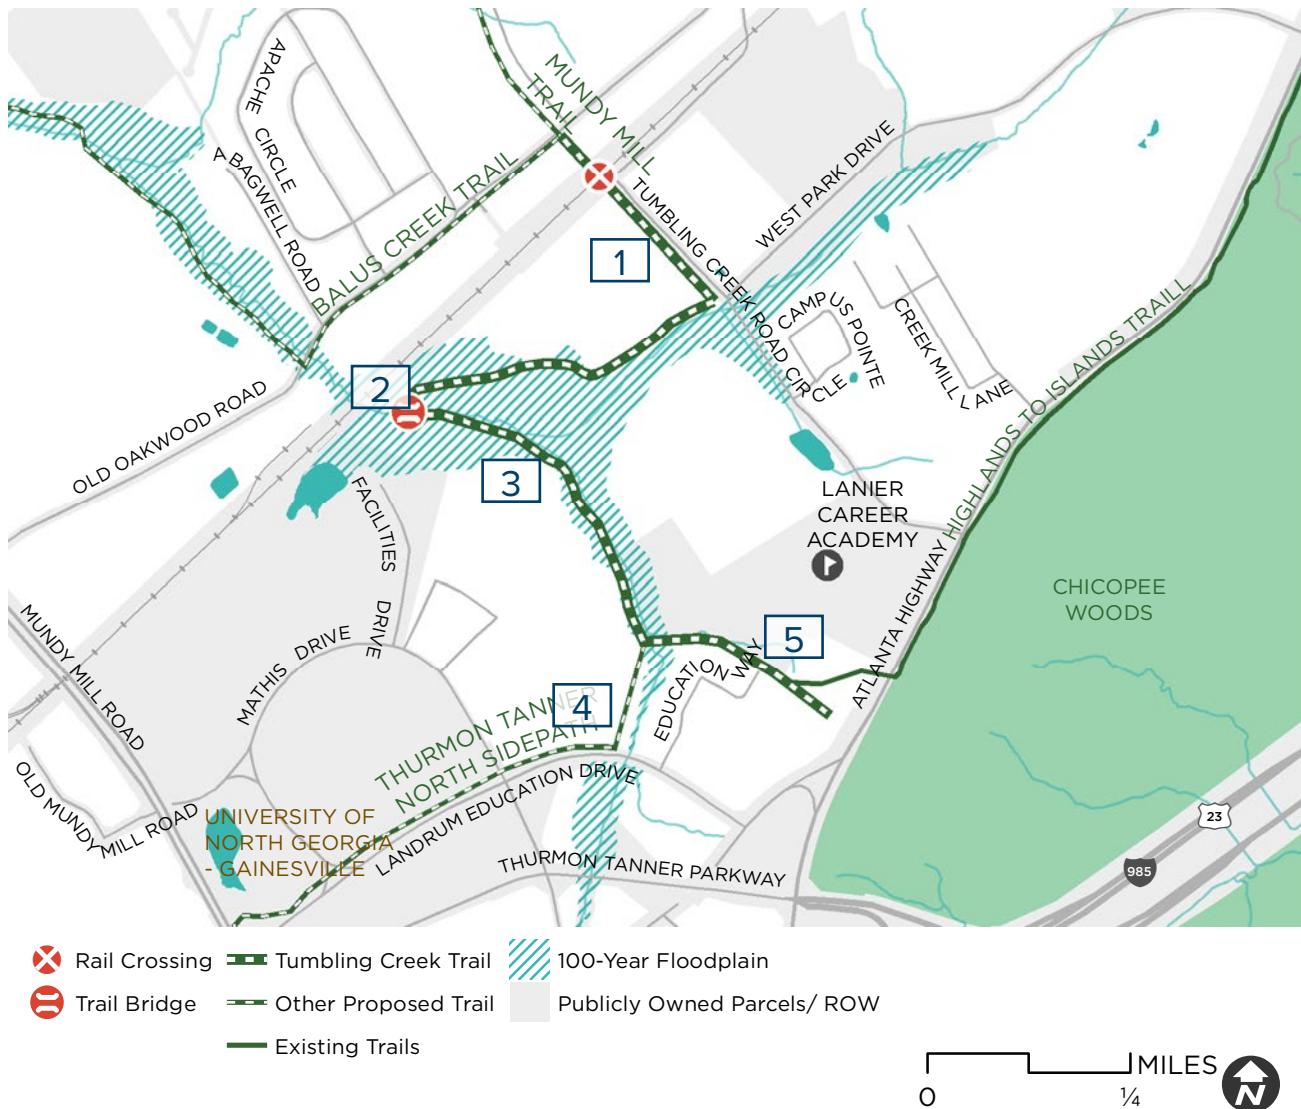 MUNDY MILL
TRAIL
APACHE CIRCLE
A BAGWELL ROAD
BALUS CREEK TRAIL
TUMBLING CREEK ROAD CIRCLE
WEST PARK DRIVE
1
CAMPUS POINTE
CREEK MILL LANE
HIGHLANDS TO ISLANDS TRAILL
2
OLD OAKWOOD ROAD
3
FACILITIES DRIVE
LANIER
CAREER
ACADEMY
CHICOPEE
WOODS
ATLANTA HIGHWAY
MUNDY MILL ROAD
MATHIS DRIVE
5
EDUCATION WAY
4
THURMON TANNER
NORTH SIDEPATH
OLD MUNDY MILL ROAD
UNIVERSITY OF
NORTH GEORGIA
- GAINESVILLE
LANDRUM EDUCATION DRIVE
THURMON TANNER PARKWAY
23
985
Rail Crossing
Tumbling Creek Trail
100-Year Floodplain
Trail Bridge
Other Proposed Trail
Publicly Owned Parcels/ ROW
Existing Trails
MILES
0
¼
N